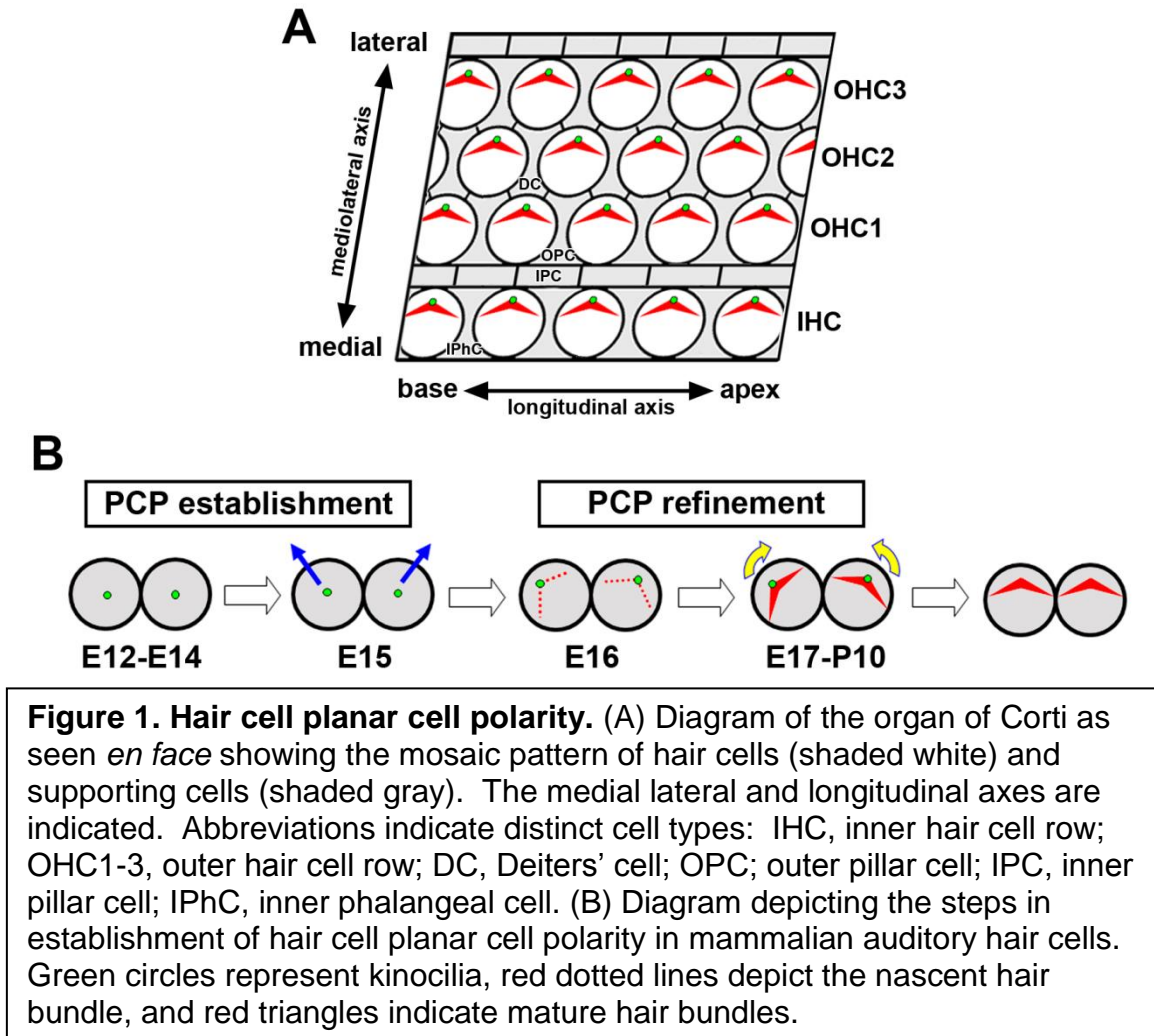 A
lateral
mediolateral axis
medial
OHC3
OHC2
DC
OHC1
OPC
IPC
IHC
IPhC
base
apex
longitudinal axis
B
PCP establishment
PCP refinement
E12-E14
E15
E16
E17-P10
Figure 1. Hair cell planar cell polarity. (A) Diagram of the organ of Corti as
seen en face showing the mosaic pattern of hair cells (shaded white) and
supporting cells (shaded gray). The medial lateral and longitudinal axes are
indicated. Abbreviations indicate distinct cell types: IHC, inner hair cell row;
OHC1-3, outer hair cell row; DC, Deiters' cell; OPC; outer pillar cell; IPC, inner
pillar cell; IPhC, inner phalangeal cell. (B) Diagram depicting the steps in
establishment of hair cell planar cell polarity in mammalian auditory hair cells.
Green circles represent kinocilia, red dotted lines depict the nascent hair
bundle, and red triangles indicate mature hair bundles.